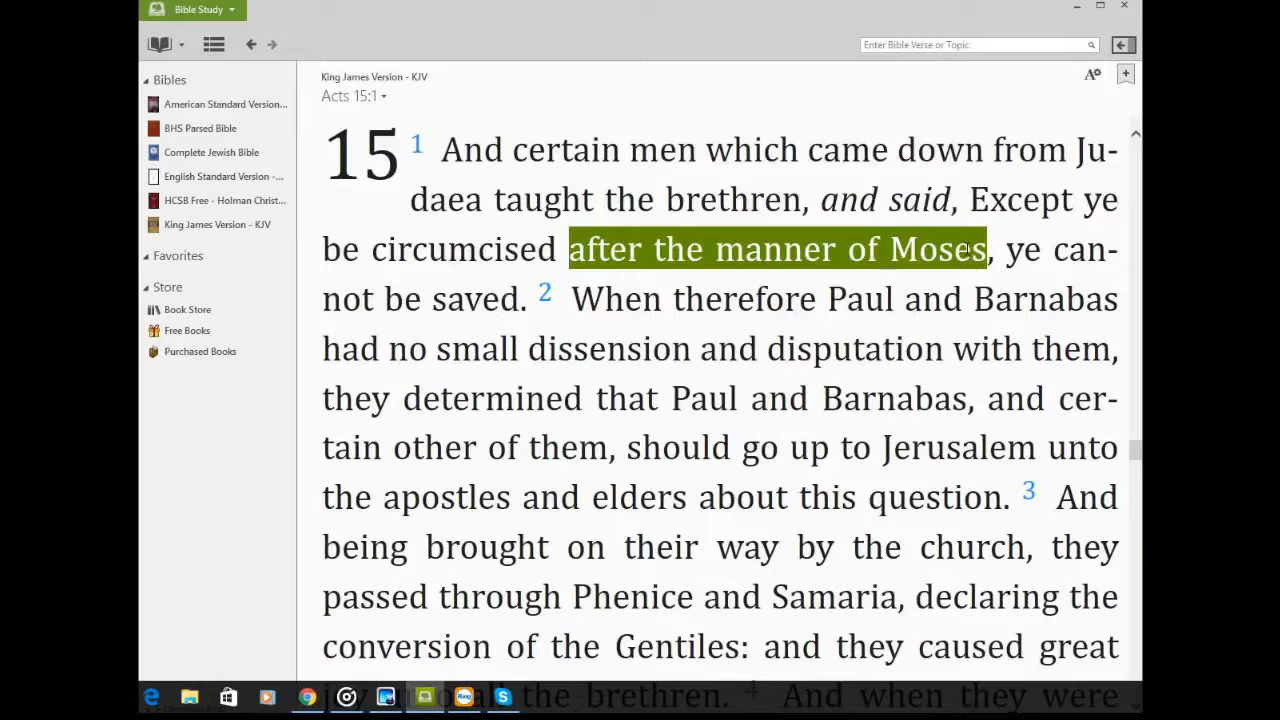 Bible Study
Enter Bible Verse or Topic
Bibles
American Standard Version...
BHS Parsed Bible
Complete Jewish Bible
English Standard Version -...
HCSB Free - Holman Christ...
King James Version - KJV
Favorites
Store
Book Store
Free Books
Purchased Books
King James Version - KJV
Acts 15:1
15 1 And certain men which came down from Ju-
daea taught the brethren, and said, Except ye
be circumcised after the manner of Moses, ye can-
not be saved. 2 When therefore Paul and Barnabas
had no small dissension and disputation with them,
they determined that Paul and Barnabas, and cer-
tain other of them, should go up to Jerusalem unto
the apostles and elders about this question. 3 And
being brought on their way by the church, they
passed through Phenice and Samaria, declaring the
conversion of the Gentiles: and they caused great
the brethren. 4 And when they were